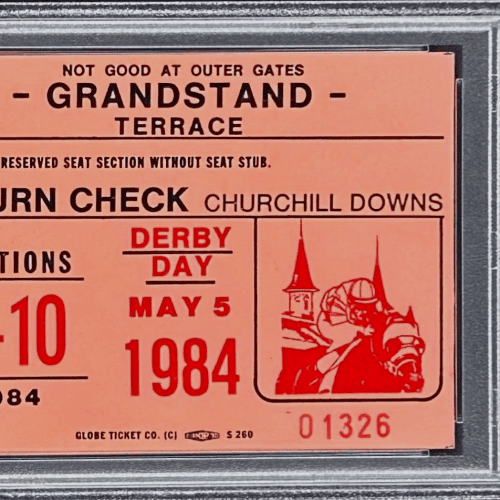 NOT GOOD AT OUTER GATES
- GRANDSTAND -
TERRACE
RESERVED SEAT SECTION WITHOUT SEAT STUB.
URN CHECK CHURCHILL DOWNS
TIONS
DERBY
DAY
-10
MAY 5
1984
984
GLOBE TICKET CO. (C) S 260
01326